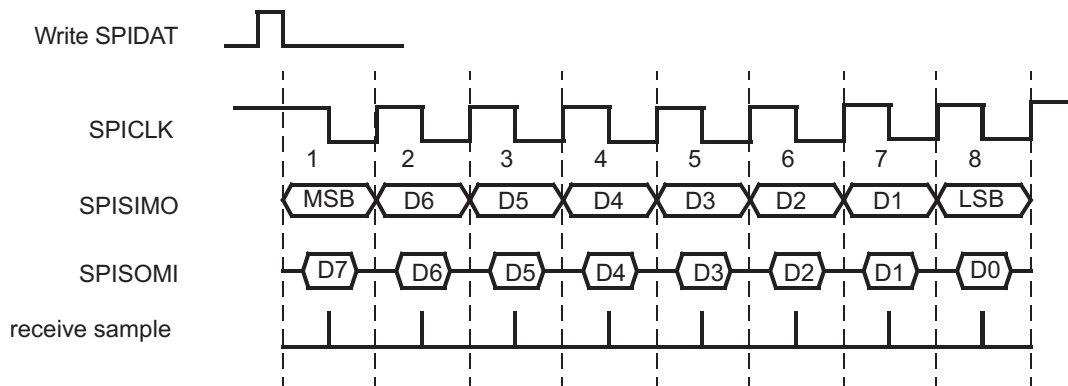 Write SPIDAT
SPICLK
1 2 3 4 5 6 7 8
SPISIMO MSB D6 D5 D4 D3 D2 D1 LSB
SPISOMI D7 D6 D5 D4 D3 D2 D1 D0
receive sample